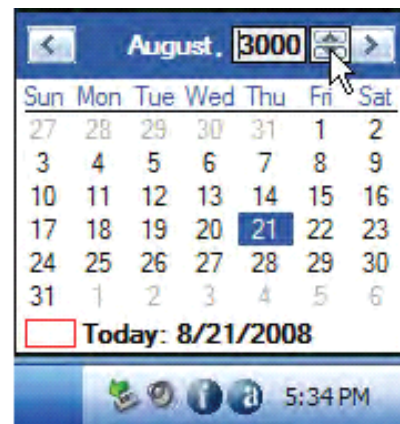 August, 3000
Sun Mon Tue Wed Thu Fri Sat
27 28 29 30 31 1 2
3 4 5 6 7 8 9
10 11 12 13 14 15 16
17 18 19 20 21 22 23
24 25 26 27 28 29 30
31 1 2 3 4 5 6
Today: 8/21/2008
5:34 PM